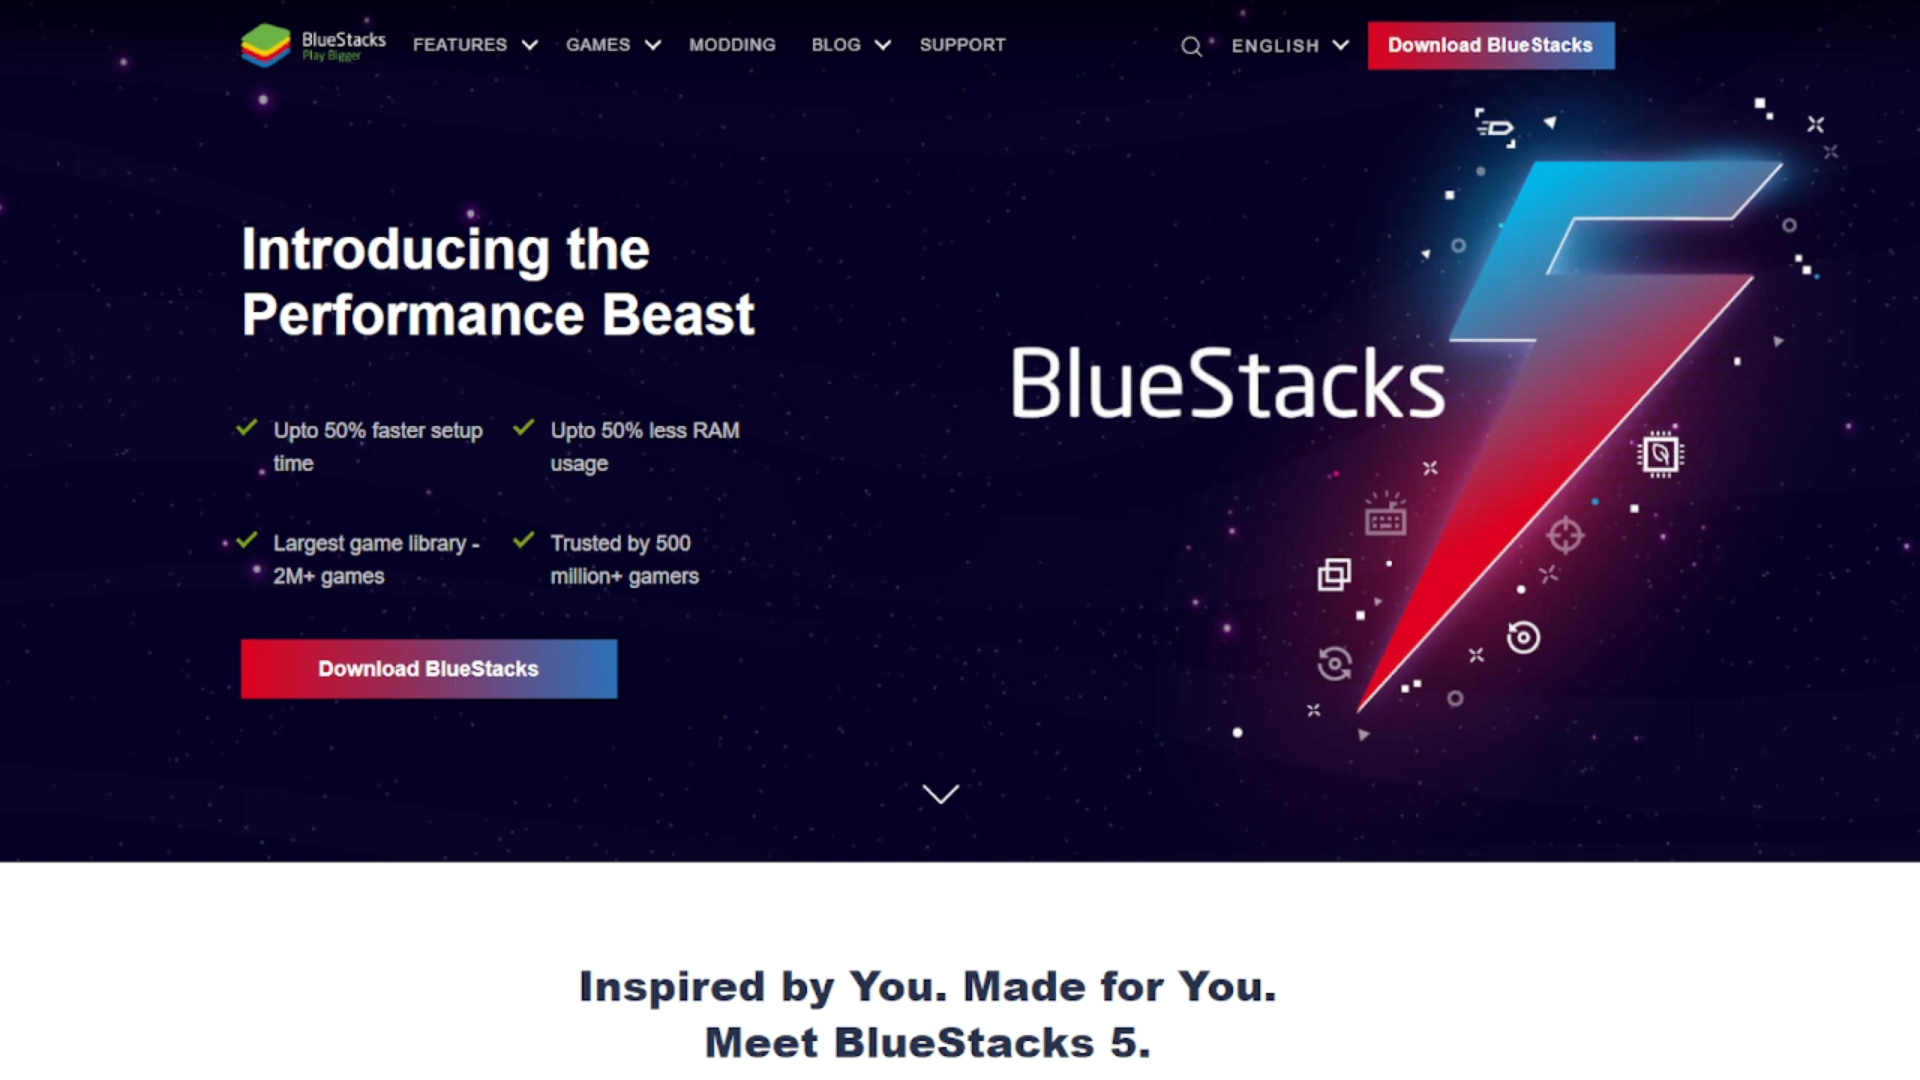 BlueStacks
Play Bigger
FEATURES
GAMES
MODDING
BLOG
SUPPORT
ENGLISH
Download BlueStacks
Introducing the
Performance Beast
Upto 50% faster setup
time
Upto 50% less RAM
usage
Largest game library -
2M+ games
Trusted by 500
million+ gamers
Download BlueStacks
BlueStacks 5
Inspired by You. Made for You.
Meet BlueStacks 5.